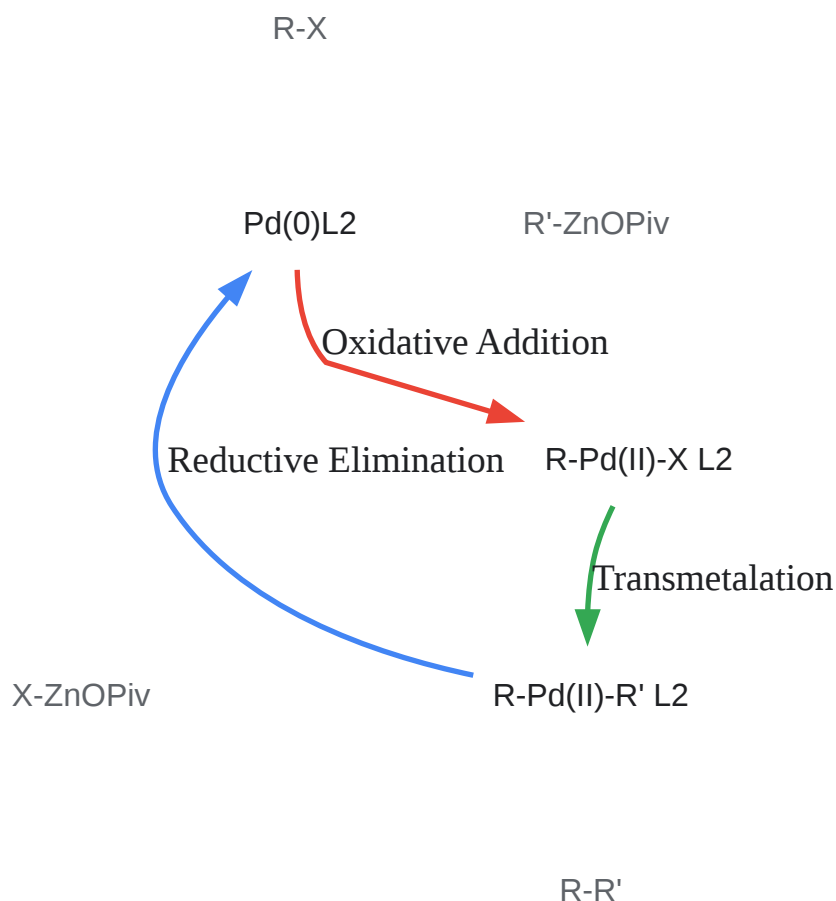 R-X
Pd(0)L2
R'-ZnOPiv
Oxidative Addition
Reductive Elimination
R-Pd(II)-X L2
Transmetalation
X-ZnOPiv
R-Pd(II)-R' L2
R-R'